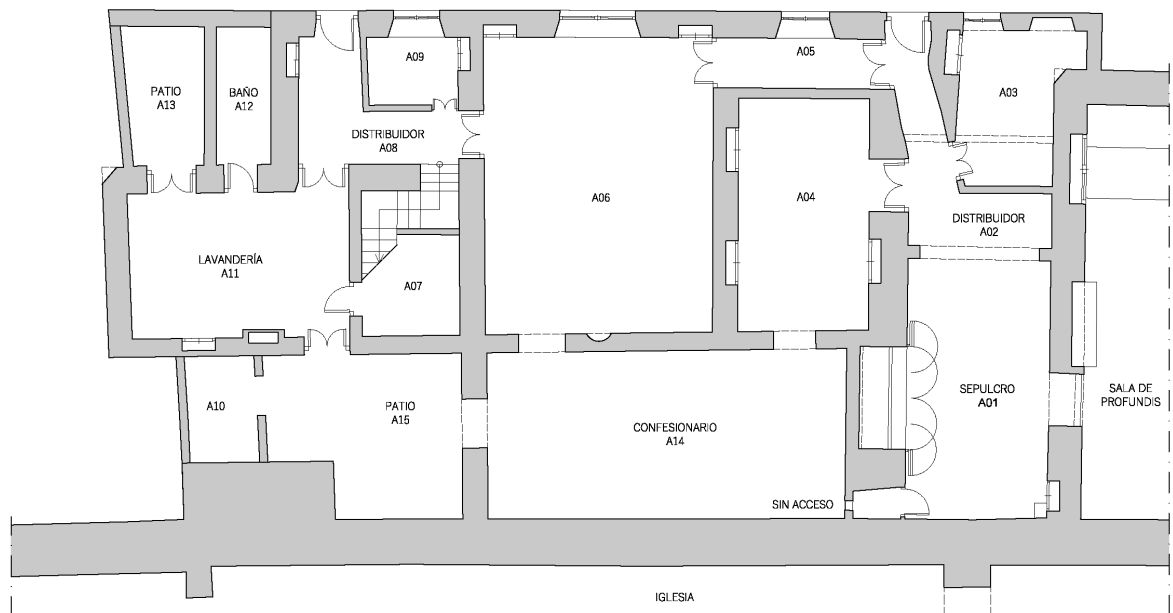 A05
A09
PATIO
A13
BAÑO
A12
A03
DISTRIBUIDOR
A08
A06
A04
DISTRIBUIDOR
A02
LAVANDERÍA
A11
A07
SEPULCRO
A01
SALA DE
PROFUNDIS
A10
PATIO
A15
CONFESIONARIO
A14
SIN ACCESO
IGLESIA